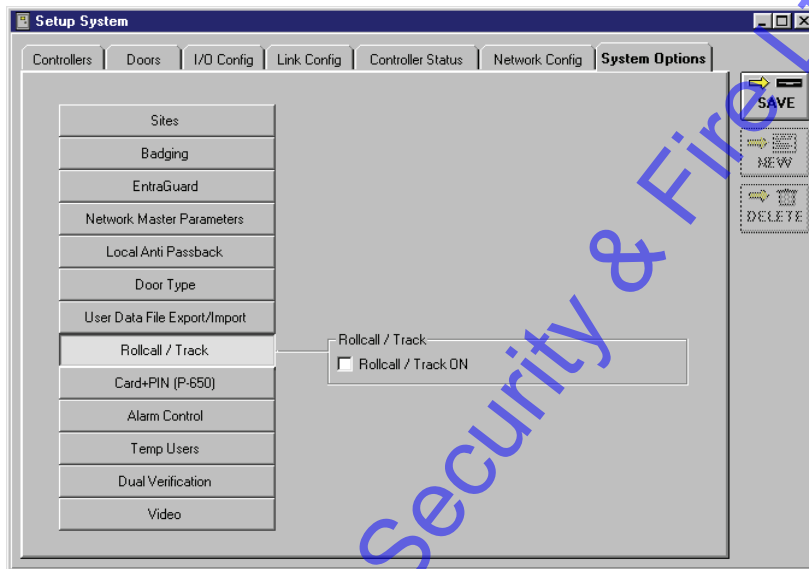 Setup System
Controllers Doors I/O Config Link Config Controller Status Network Config System Options
SAVE
NEW
DELETE
Sites
Badging
EntraGuard
Network Master Parameters
Local Anti Passback
Door Type
User Data File Export/Import
Rollcall / Track
Card+PIN (P-650)
Alarm Control
Temp Users
Dual Verification
Video
Rollcall / Track
Rollcall / Track ON
Security & Fire